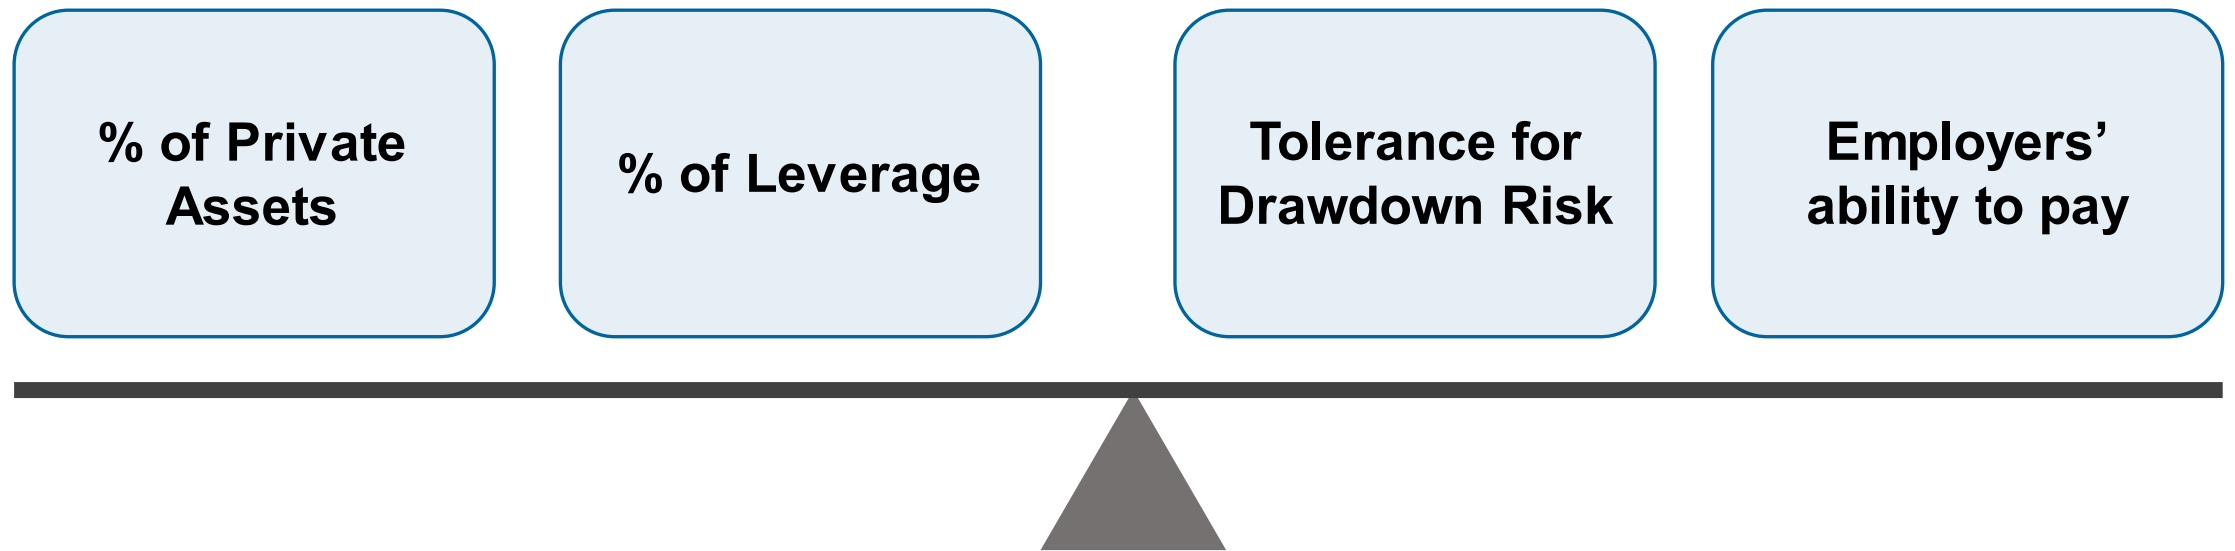 % of Private
Assets
% of Leverage
Tolerance for
Drawdown Risk
Employers’
ability to pay